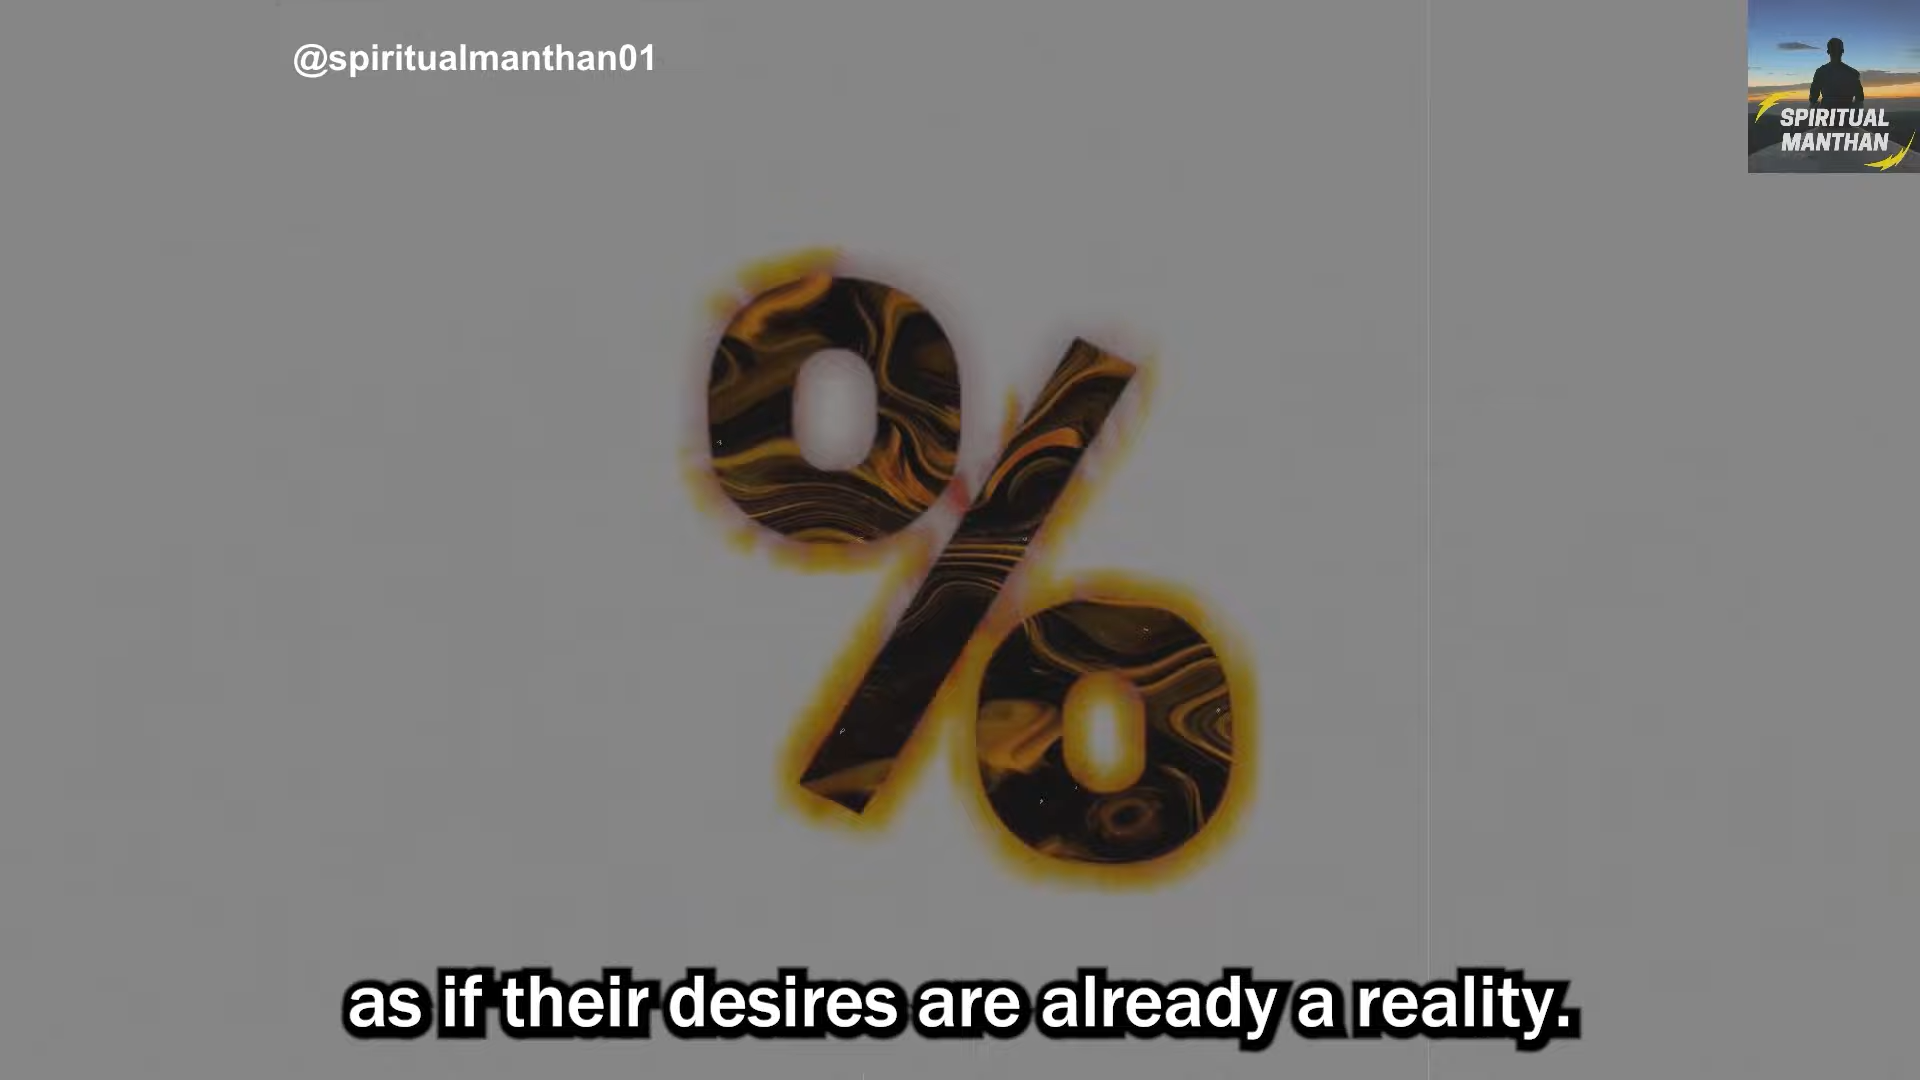 @spiritualmanthan01
SPIRITUAL
MANTHAN
%
as if their desires are already a reality.